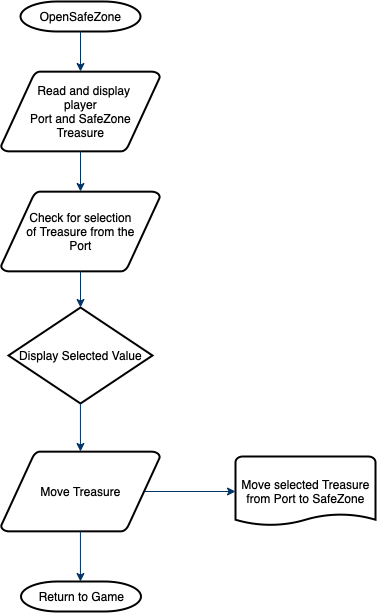 OpenSafeZone
Read and display
player
Port and SafeZone
Treasure
Check for selection
of Treasure from the
Port
Display Selected Value
Move Treasure
Move selected Treasure
from Port to SafeZone
Return to Game